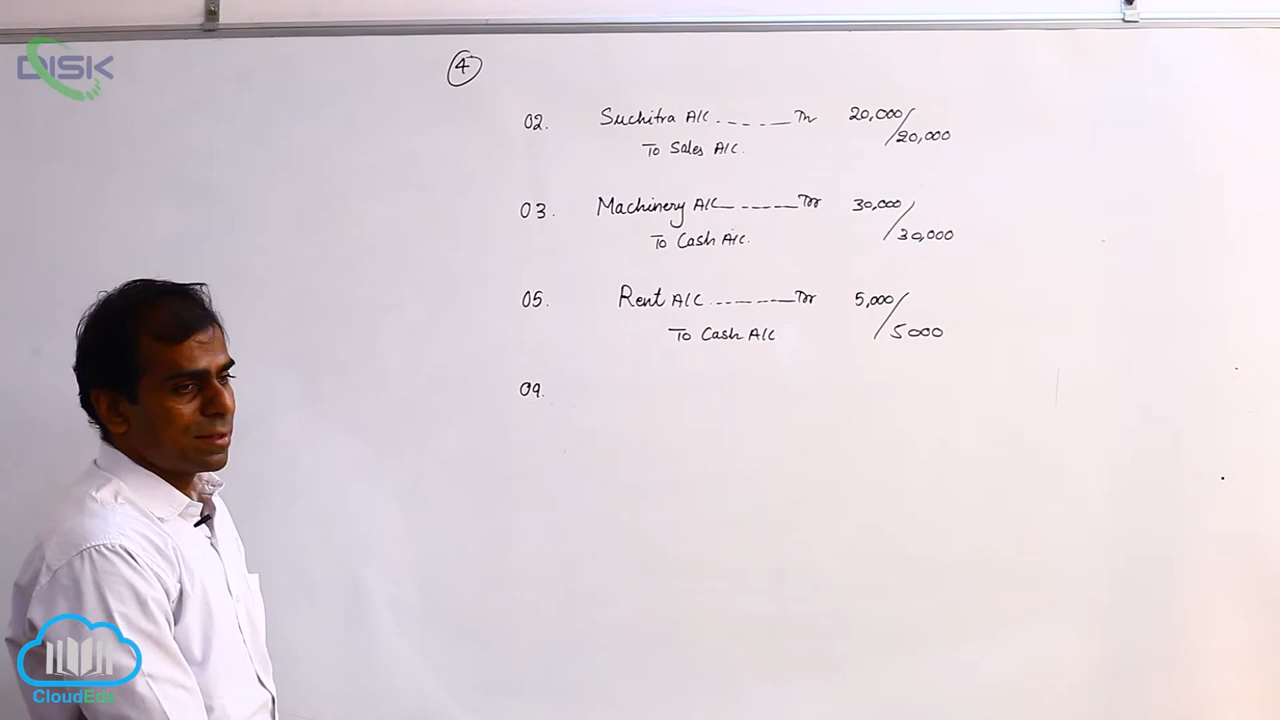 DISK
4
02. Suchitra A/C ------- Dr 20,000/
To Sales A/C. /20,000
03. Machinery A/C ------- Dr 30,000/
To Cash A/C. /30,000
05. Rent A/C ------- Dr 5,000/
To Cash A/C /5000
09.
CloudEdz